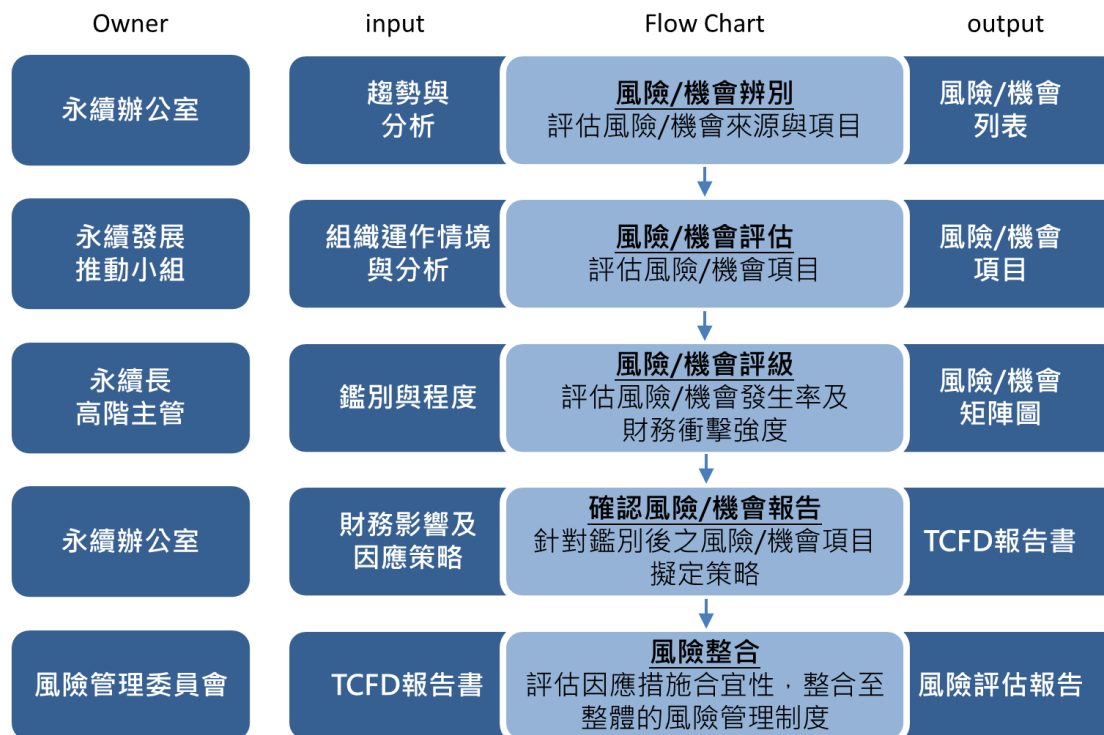 Owner
input
Flow Chart
output
永續辦公室
趨勢與
分析
風險/機會辨別
評估風險/機會來源與項目
風險/機會
列表
永續發展
推動小組
組織運作情境
與分析
風險/機會評估
評估風險/機會項目
風險/機會
項目
永續長
高階主管
鑑別與程度
風險/機會評級
評估風險/機會發生率及
財務衝擊強度
風險/機會
矩陣圖
永續辦公室
財務影響及
因應策略
確認風險/機會報告
針對鑑別後之風險/機會項目
擬定策略
TCFD報告書
風險管理委員會
TCFD報告書
風險整合
評估因應措施合宜性，整合至
整體的風險管理制度
風險評估報告